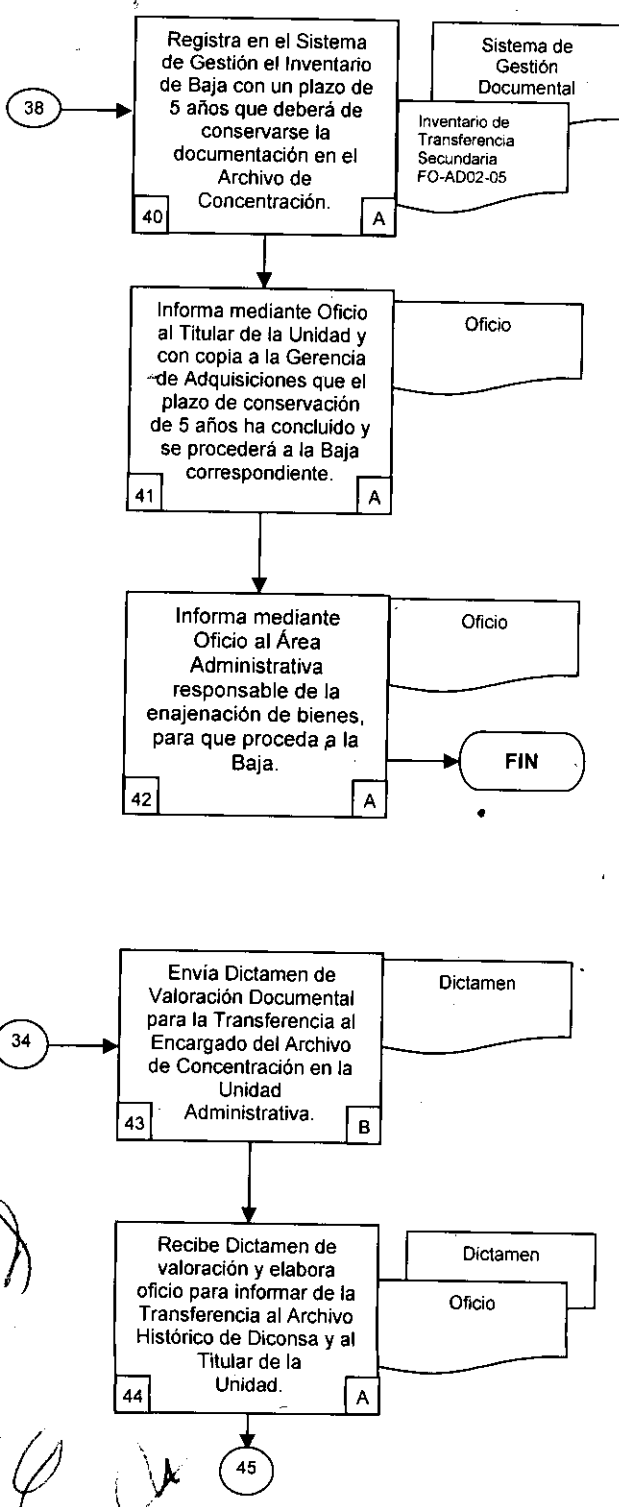 38
Registra en el Sistema
de Gestión el Inventario
de Baja con un plazo de
5 años que deberá de
conservarse la
documentación en el
Archivo de
Concentración.
40
A
Sistema de
Gestión
Documental
Inventario de
Transferencia
Secundaria
FO-AD02-05
Informa mediante Oficio
al Titular de la Unidad y
con copia a la Gerencia
de Adquisiciones que el
plazo de conservación
de 5 años ha concluido y
se procederá a la Baja
correspondiente.
41
A
Oficio
Informa mediante
Oficio al Área
Administrativa
responsable de la
enajenación de bienes,
para que proceda a la
Baja.
42
A
Oficio
FIN
34
Envía Dictamen de
Valoración Documental
para la Transferencia al
Encargado del Archivo
de Concentración en la
Unidad
Administrativa.
43
B
Dictamen
Recibe Dictamen de
valoración y elabora
oficio para informar de la
Transferencia al Archivo
Histórico de Diconsa y al
Titular de la
Unidad.
44
A
Dictamen
Oficio
45